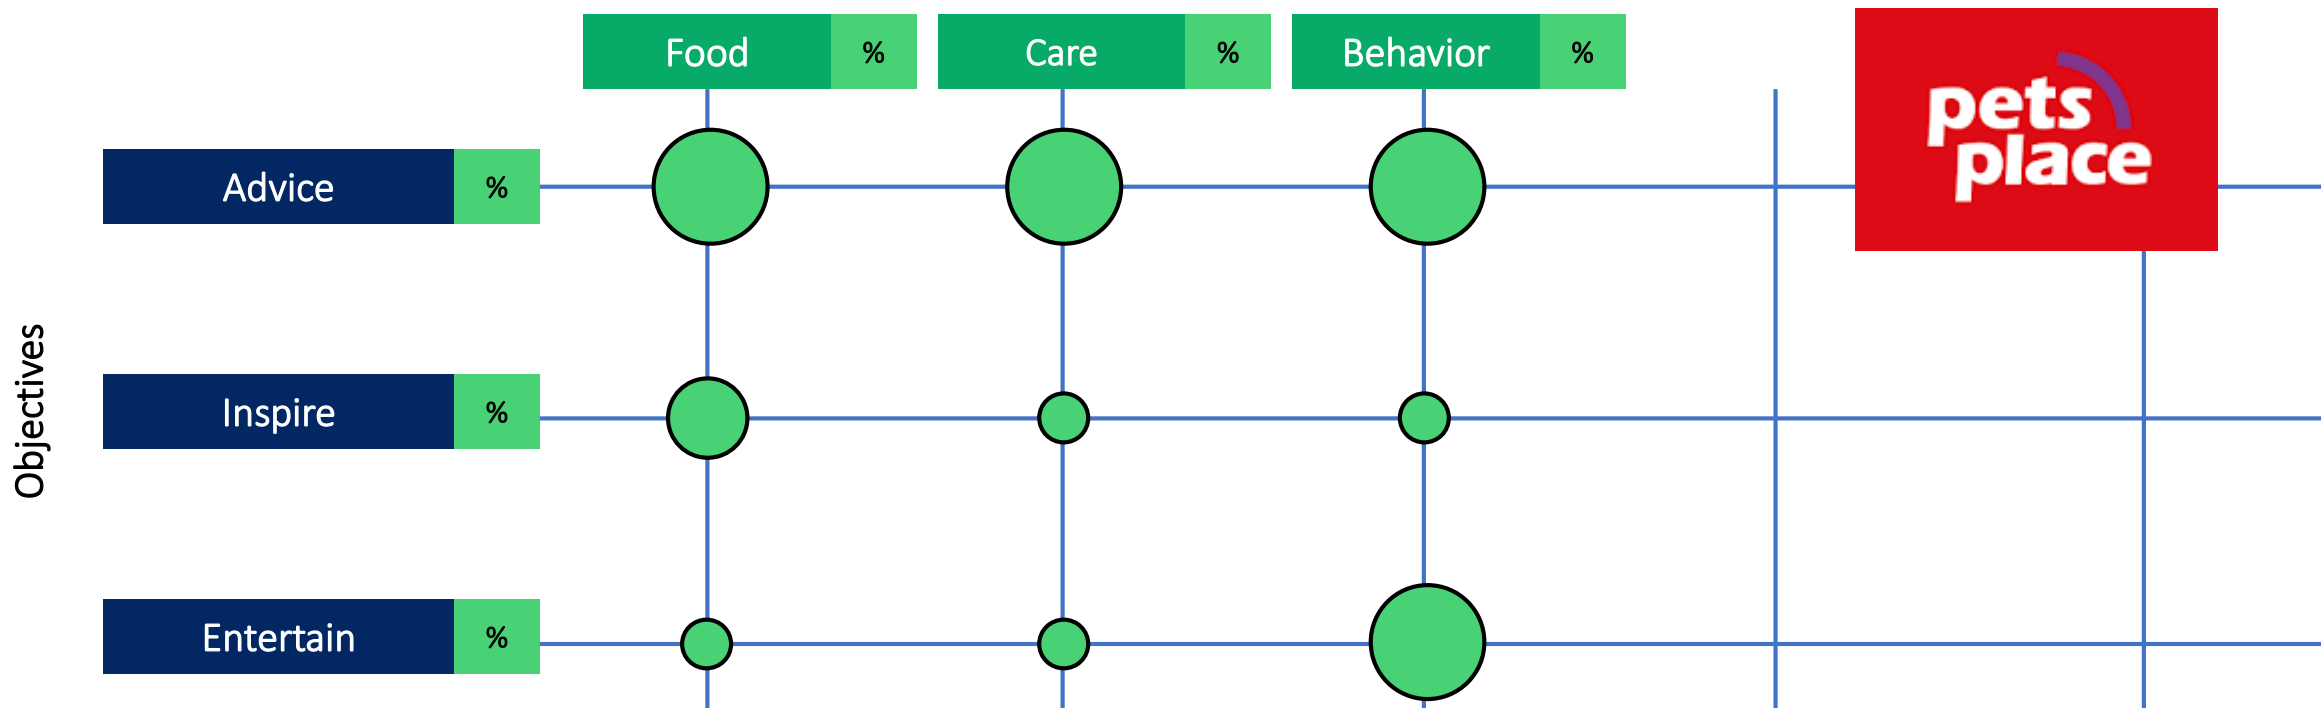 Food %
Care %
Behavior %
pets
place
Advice %
Objectives
Inspire %
Entertain %